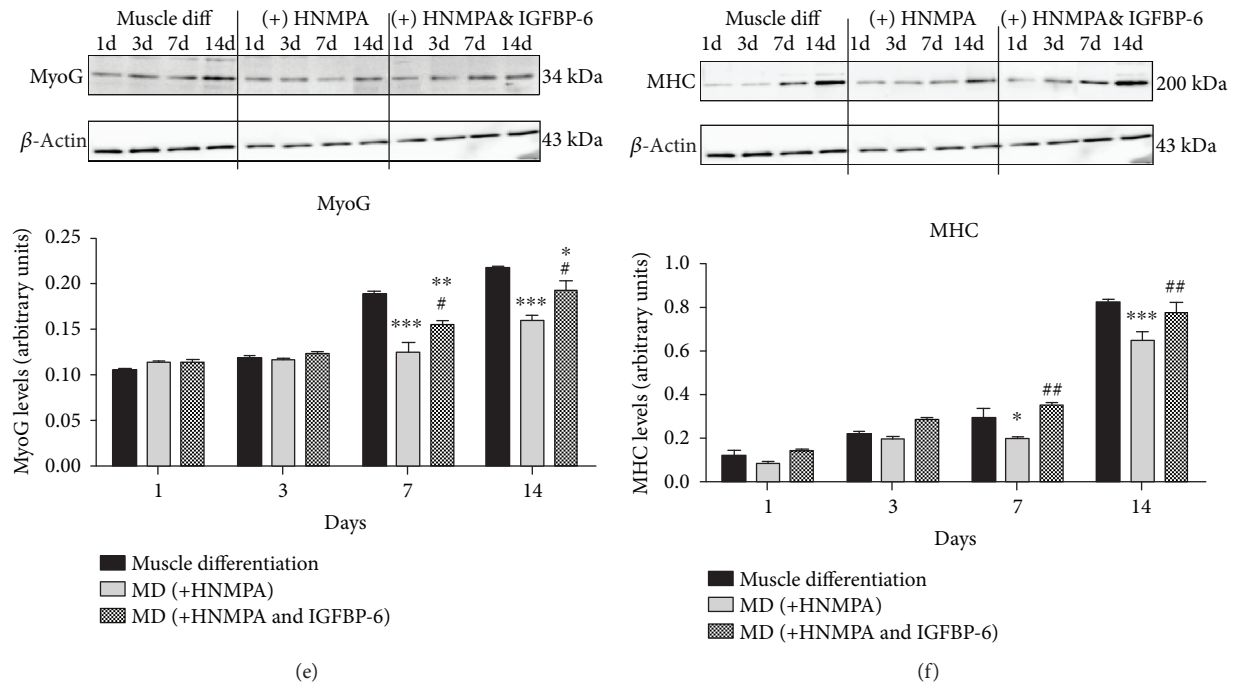 Muscle diff (+) HNMPA (+) HNMPA& IGFBP-6
1d 3d 7d 14d 1d 3d 7d 14d 1d 3d 7d 14d
MyoG 34 kDa
β-Actin 43 kDa
MyoG
MyoG levels (arbitrary units)
0.25
0.20
0.15
0.10
0.05
0.00
*** ** # *** * #
1 3 7 14
Days
Muscle differentiation
MD (+HNMPA)
MD (+HNMPA and IGFBP-6)
(e)
Muscle diff (+) HNMPA (+) HNMPA& IGFBP-6
1d 3d 7d 14d 1d 3d 7d 14d 1d 3d 7d 14d
MHC 200 kDa
β-Actin 43 kDa
MHC
MHC levels (arbitrary units)
1.0
0.8
0.6
0.4
0.2
0.0
* ## *** ##
1 3 7 14
Days
Muscle differentiation
MD (+HNMPA)
MD (+HNMPA and IGFBP-6)
(f)